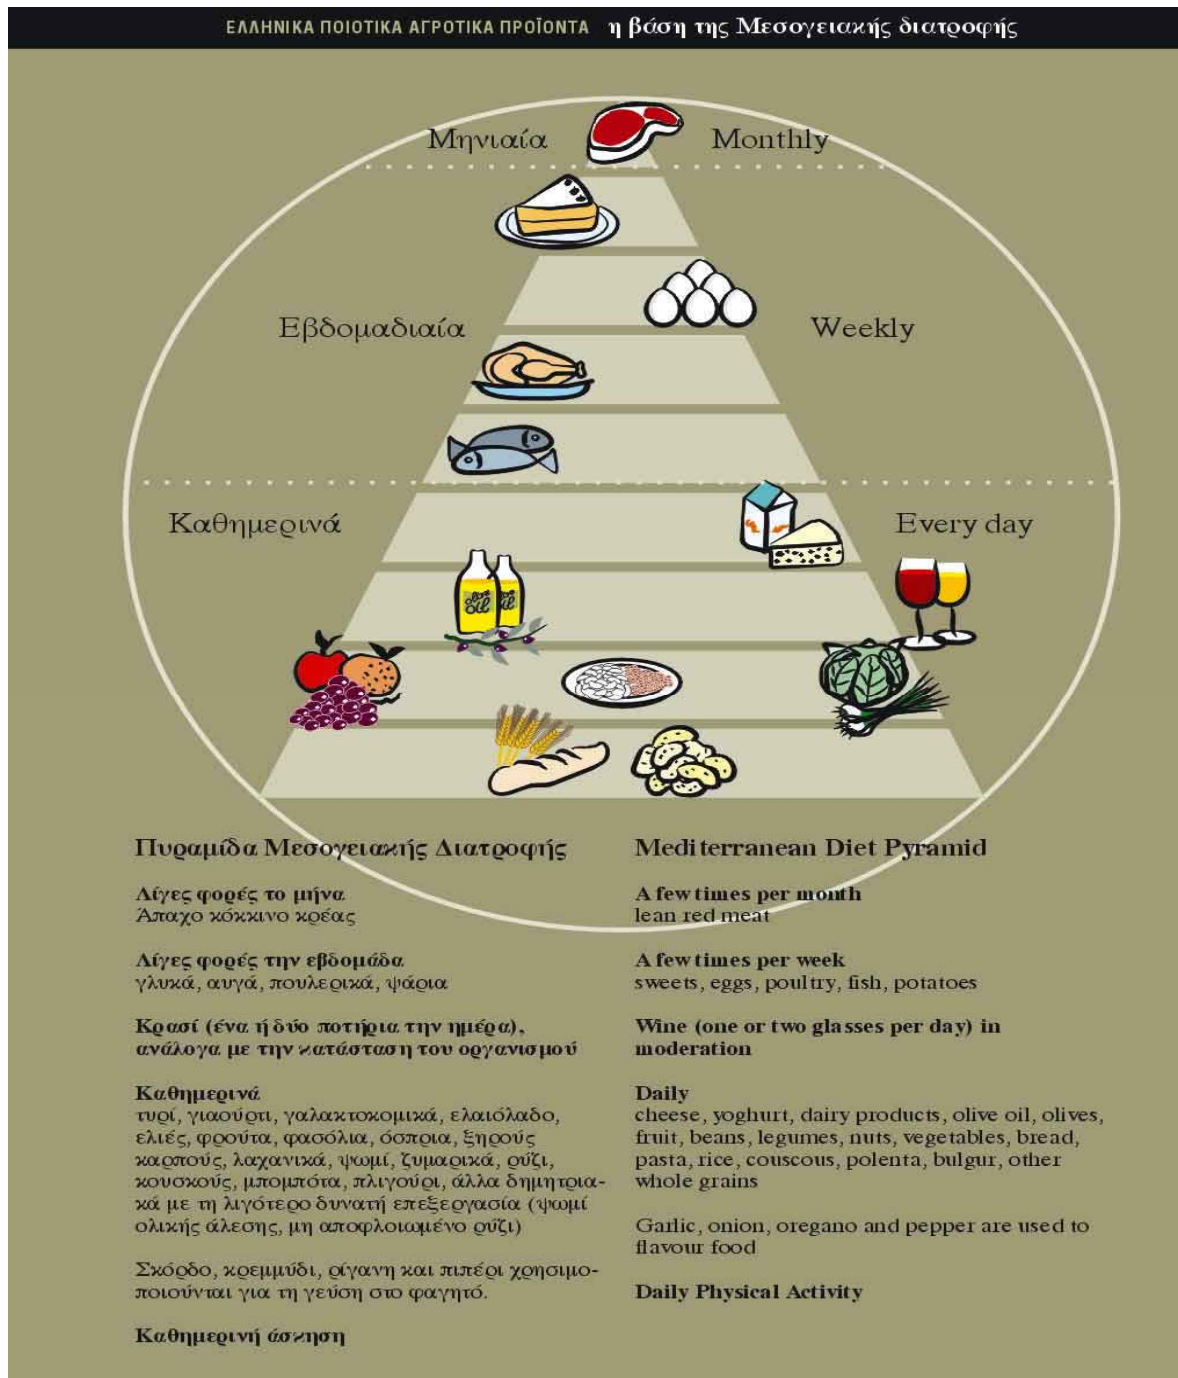 ΕΛΛΗΝΙΚΑ ΠΟΙΟΤΙΚΑ ΑΓΡΟΤΙΚΑ ΠΡΟΪΟΝΤΑ η βάση της Μεσογειακής διατροφής
Μηνιαία Monthly
Εβδομαδιαία Weekly
Καθημερινά Every day
olive
oil
oil
Πυραμίδα Μεσογειακής Διατροφής
Λίγες φορές το μήνα
Άπαχο κόκκινο κρέας
Λίγες φορές την εβδομάδα
γλυκά, αυγά, πουλερικά, ψάρια
Κρασί (ένα ή δύο ποτήρια την ημέρα),
ανάλογα με την κατάσταση του οργανισμού
Καθημερινά
τυρί, γιαούρτι, γαλακτοκομικά, ελαιόλαδο,
ελιές, φρούτα, φασόλια, όσπρια, ξηρούς
καρπούς, λαχανικά, ψωμί, ζυμαρικά, ρύζι,
κουσκούς, μπομπότα, πλιγούρι, άλλα δημητρια-
κά με τη λιγότερο δυνατή επεξεργασία (ψωμί
ολικής άλεσης, μη αποφλοιωμένο ρύζι)
Σκόρδο, κρεμμύδι, ρίγανη και πιπέρι χρησιμο-
ποιούνται για τη γεύση στο φαγητό.
Καθημερινή άσκηση
Mediterranean Diet Pyramid
A few times per month
lean red meat
A few times per week
sweets, eggs, poultry, fish, potatoes
Wine (one or two glasses per day) in
moderation
Daily
cheese, yoghurt, dairy products, olive oil, olives,
fruit, beans, legumes, nuts, vegetables, bread,
pasta, rice, couscous, polenta, bulgur, other
whole grains
Garlic, onion, oregano and pepper are used to
flavour food
Daily Physical Activity